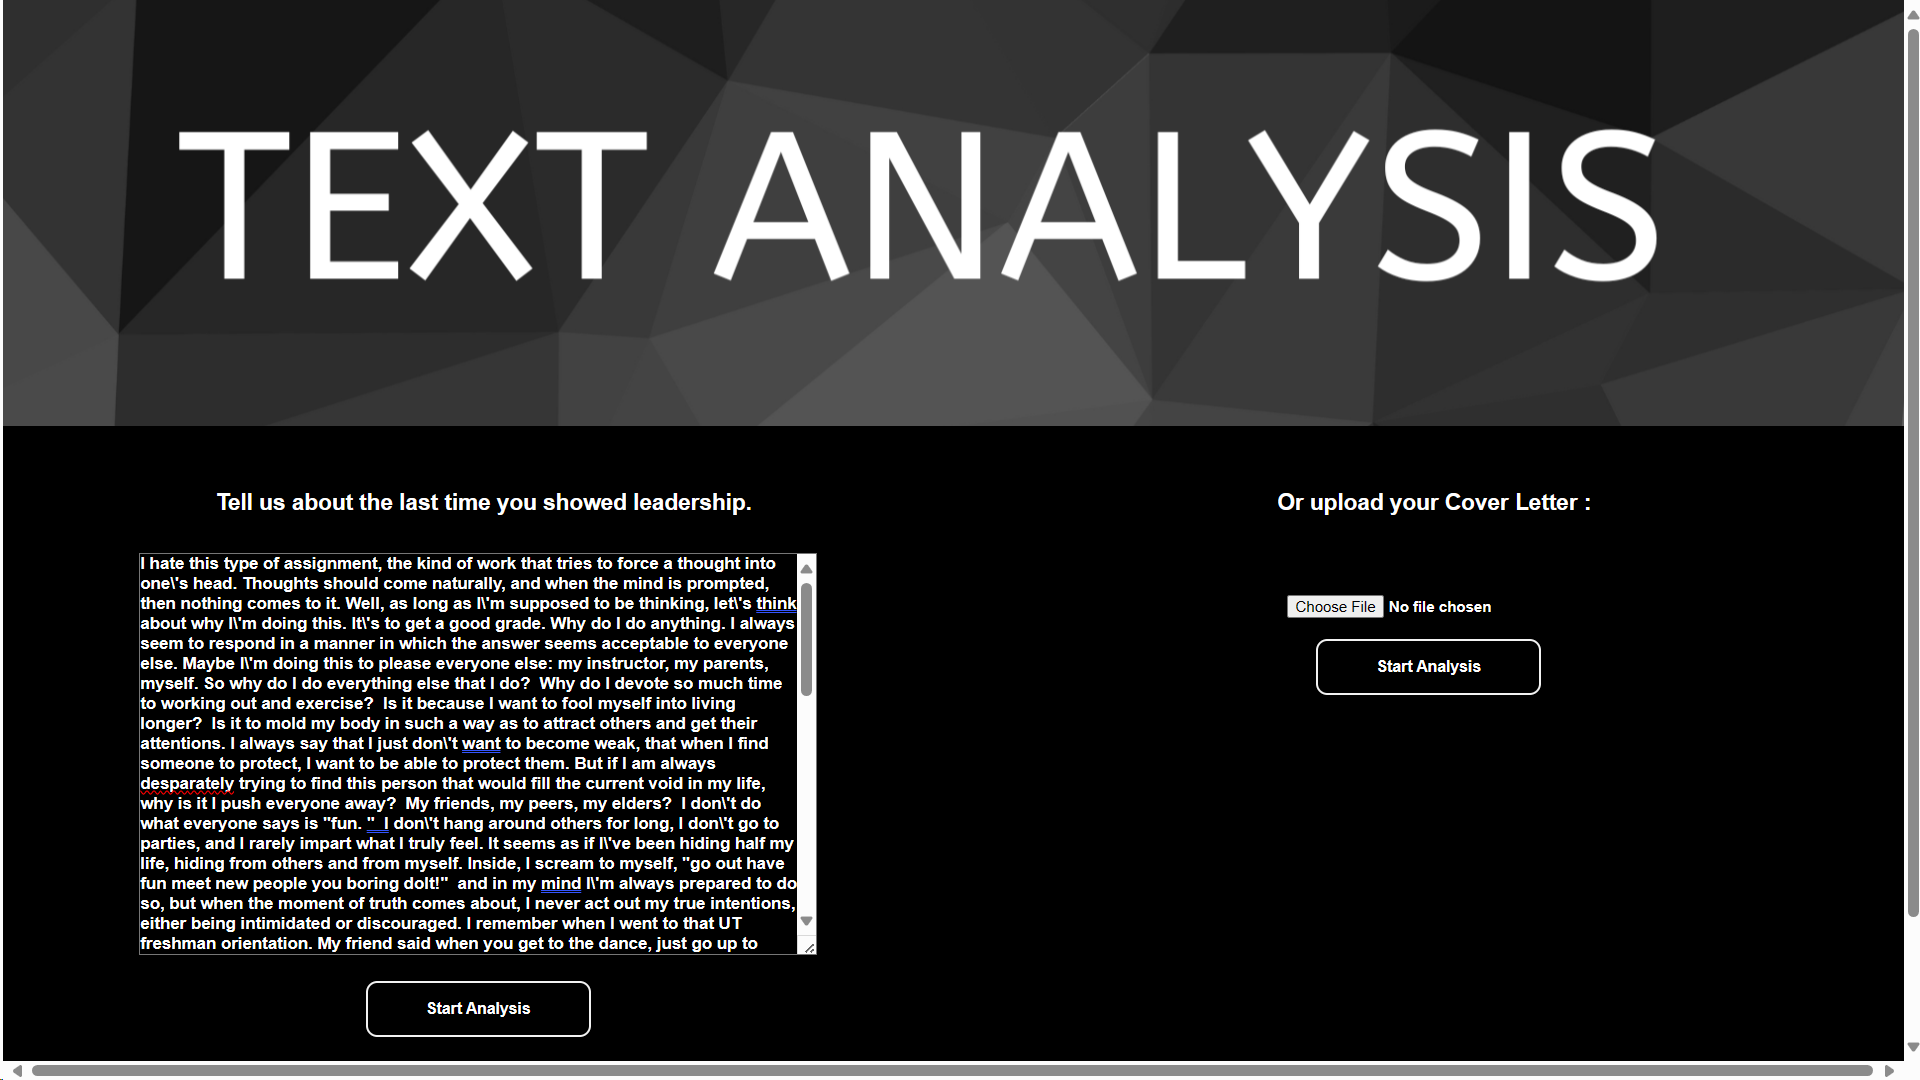 TEXT ANALYSIS
Tell us about the last time you showed leadership.
I hate this type of assignment, the kind of work that tries to force a thought into
one\'s head. Thoughts should come naturally, and when the mind is prompted,
then nothing comes to it. Well, as long as I\'m supposed to be thinking, let\'s think
about why I\'m doing this. It\'s to get a good grade. Why do I do anything. I always
seem to respond in a manner in which the answer seems acceptable to everyone
else. Maybe I\'m doing this to please everyone else: my instructor, my parents,
myself. So why do I do everything else that I do?  Why do I devote so much time
to working out and exercise?  Is it because I want to fool myself into living
longer?  Is it to mold my body in such a way as to attract others and get their
attentions. I always say that I just don\'t want to become weak, that when I find
someone to protect, I want to be able to protect them. But if I am always
desparately trying to find this person that would fill the current void in my life,
why is it I push everyone away?  My friends, my peers, my elders?  I don\'t do
what everyone says is "fun. "  I don\'t hang around others for long, I don\'t go to
parties, and I rarely impart what I truly feel. It seems as if I\'ve been hiding half my
life, hiding from others and from myself. Inside, I scream to myself, "go out have
fun meet new people you boring dolt!"  and in my mind I\'m always prepared to do
so, but when the moment of truth comes about, I never act out my true intentions,
either being intimidated or discouraged. I remember when I went to that UT
freshman orientation. My friend said when you get to the dance, just go up to
Start Analysis
Or upload your Cover Letter :
Choose File No file chosen
Start Analysis